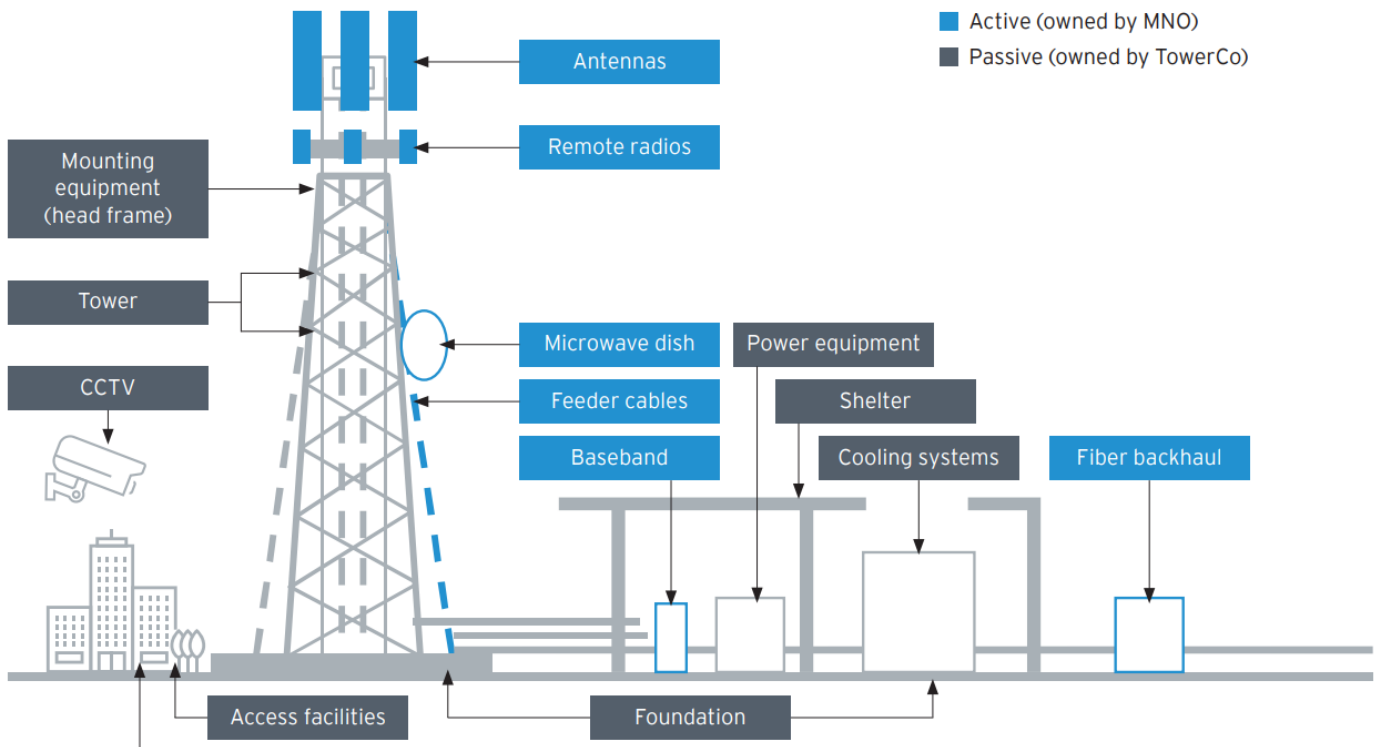 Active (owned by MNO)
Passive (owned by TowerCo)
Antennas
Remote radios
Mounting
equipment
(head frame)
Tower
Microwave dish
Power equipment
CCTV
Feeder cables
Shelter
Baseband
Cooling systems
Fiber backhaul
Access facilities
Foundation